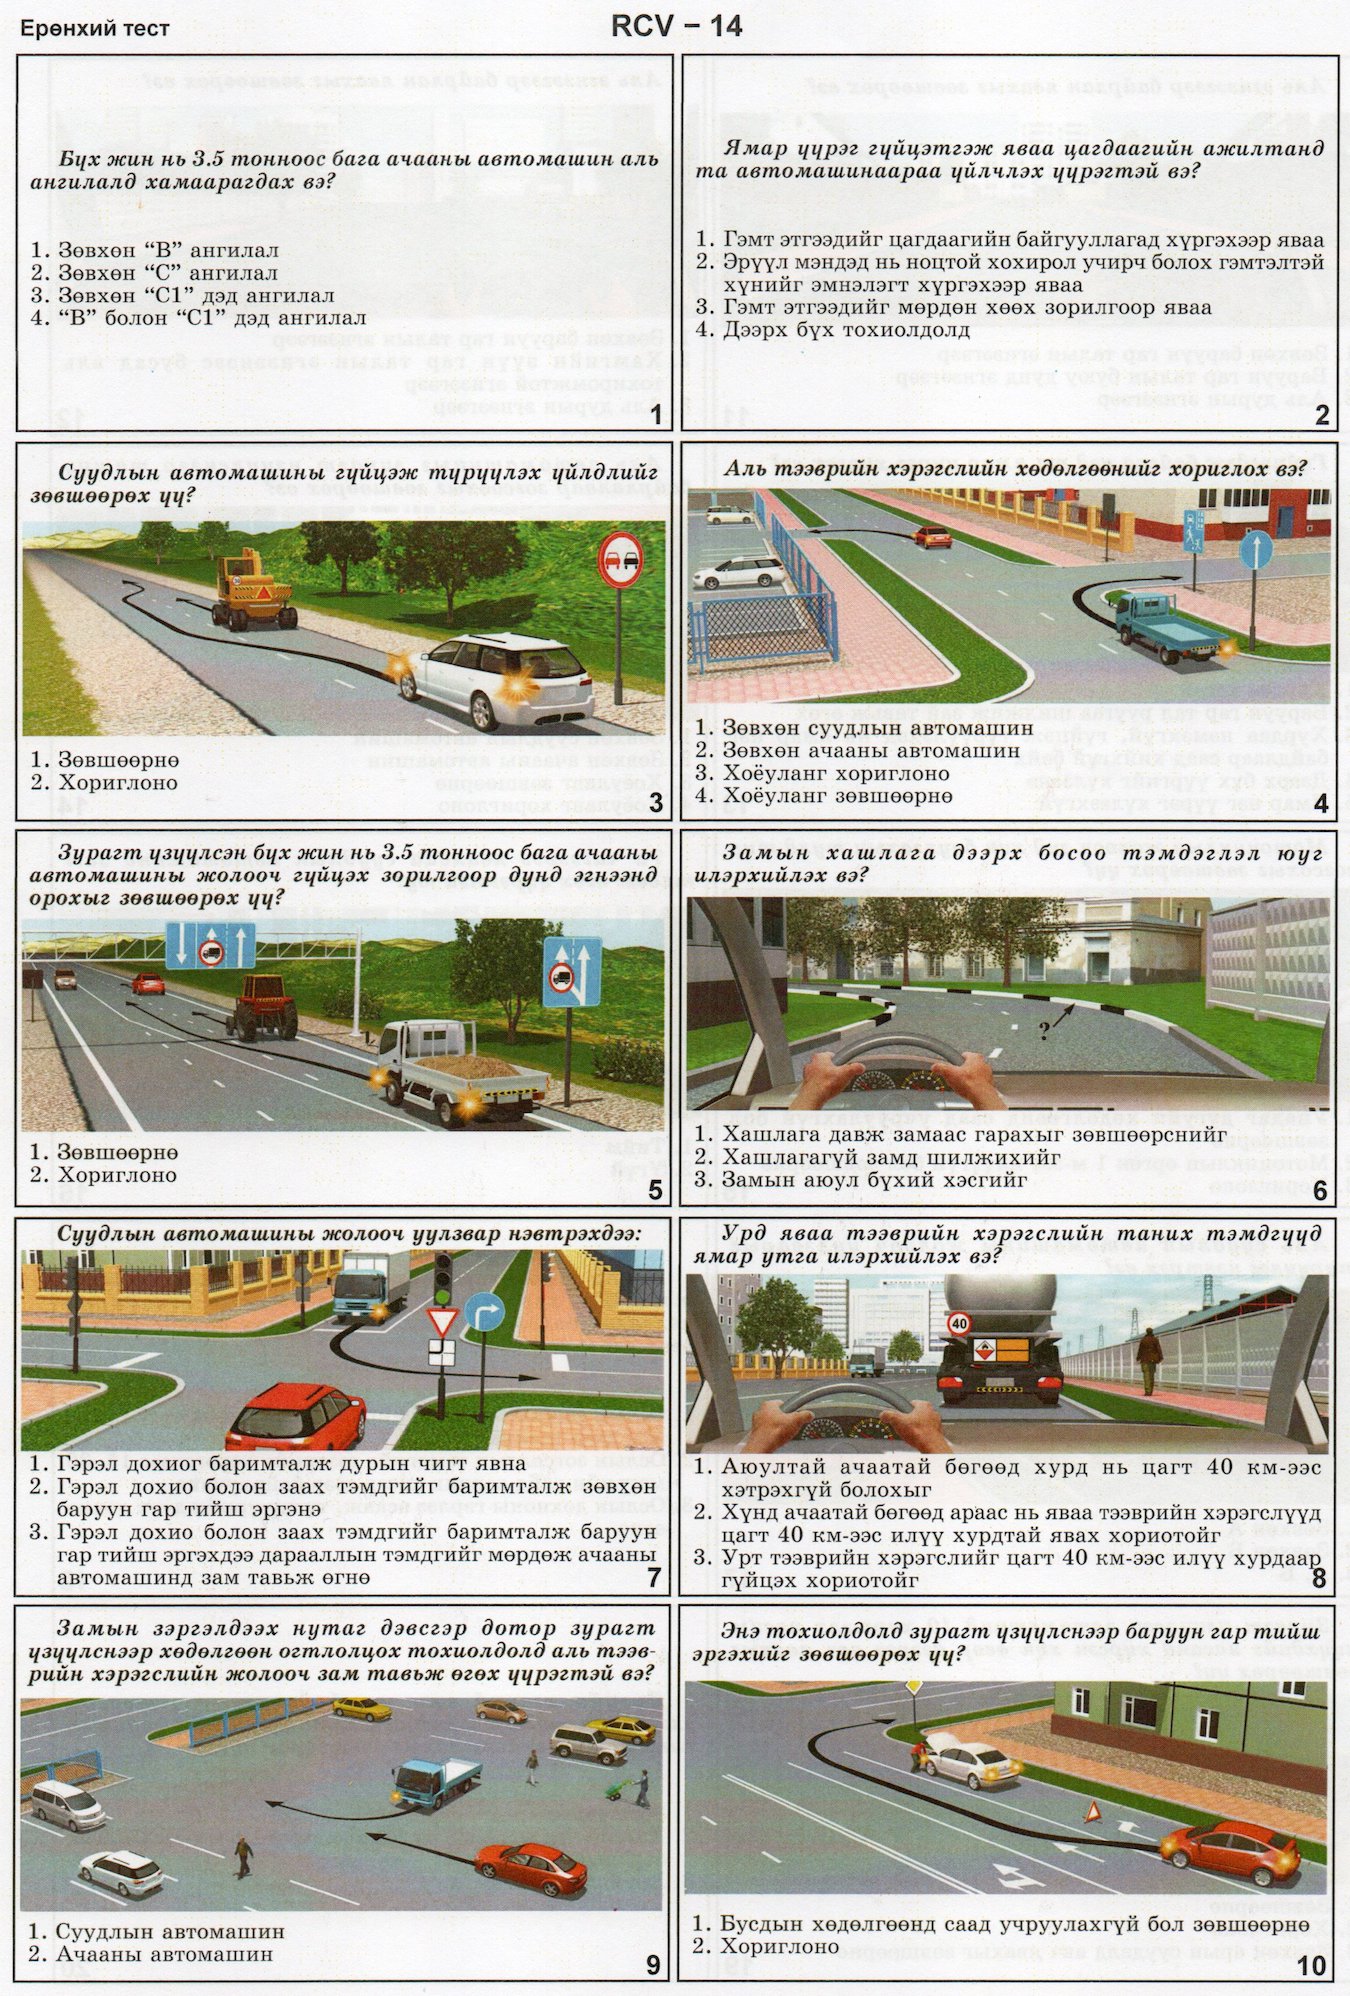 Ерөнхий тест
RCV – 14
Бүх жин нь 3.5 тонноос бага ачааны автомашин аль
ангилалд хамаарагдах вэ?
1. Зөвхөн “B” ангилал
2. Зөвхөн “C” ангилал
3. Зөвхөн “C1” дэд ангилал
4. “B” болон “C1” дэд ангилал
1
Ямар үүрэг гүйцэтгэж яваа цагдаагийн ажилтанд
та автомашинаараа үйлчлэх үүрэгтэй вэ?
1. Гэмт этгээдийг цагдаагийн байгууллагад хүргэхээр яваа
2. Эрүүл мэндэд нь ноцтой хохирол учирч болох гэмтэлтэй
хүнийг эмнэлэгт хүргэхээр яваа
3. Гэмт этгээдийг мөрдөн хөөх зорилгоор яваа
4. Дээрх бүх тохиолдолд
2
Суудлын автомашины гүйцэж түрүүлэх үйлдлийг
зөвшөөрөх үү?
1. Зөвшөөрнө
2. Хориглоно
3
Аль тээврийн хэрэгслийн хөдөлгөөнийг хориглох вэ?
1. Зөвхөн суудлын автомашин
2. Зөвхөн ачааны автомашин
3. Хоёуланг хориглоно
4. Хоёуланг зөвшөөрнө
4
Зурагт үзүүлсэн бүх жин нь 3.5 тонноос бага ачааны
автомашины жолооч гүйцэх зорилгоор дунд эгнээнд
орохыг зөвшөөрөх үү?
1. Зөвшөөрнө
2. Хориглоно
5
Замын хашлага дээрх босоо тэмдэглэл юуг
илэрхийлэх вэ?
?
1. Хашлага давж замаас гарахыг зөвшөөрснийг
2. Хашлагагүй замд шилжихийг
3. Замын аюул бүхий хэсгийг
6
Суудлын автомашины жолооч уулзвар нэвтрэхдээ:
1. Гэрэл дохиог баримталж дурын чигт явна
2. Гэрэл дохио болон заах тэмдгийг баримталж зөвхөн
баруун гар тийш эргэнэ
3. Гэрэл дохио болон заах тэмдгийг баримталж баруун
гар тийш эргэхдээ дарааллын тэмдгийг мөрдөж ачааны
автомашинд зам тавьж өгнө
7
Урд яваа тээврийн хэрэгслийн таних тэмдгүүд
ямар утга илэрхийлэх вэ?
40
1. Аюултай ачаатай бөгөөд хурд нь цагт 40 км-ээс
хэтрэхгүй болохыг
2. Хүнд ачаатай бөгөөд араас нь яваа тээврийн хэрэгслүүд
цагт 40 км-ээс илүү хурдтай явах хориотойг
3. Урт тээврийн хэрэгслийг цагт 40 км-ээс илүү хурдаар
гүйцэх хориотойг
8
Замын зэргэлдээх нутаг дэвсгэр дотор зурагт
үзүүлснээр хөдөлгөөн огтлолцох тохиолдолд аль тээв-
рийн хэрэгслийн жолооч зам тавьж өгөх үүрэгтэй вэ?
1. Суудлын автомашин
2. Ачааны автомашин
9
Энэ тохиолдолд зурагт үзүүлснээр баруун гар тийш
эргэхийг зөвшөөрөх үү?
1. Бусдын хөдөлгөөнд саад учруулахгүй бол зөвшөөрнө
2. Хориглоно
10